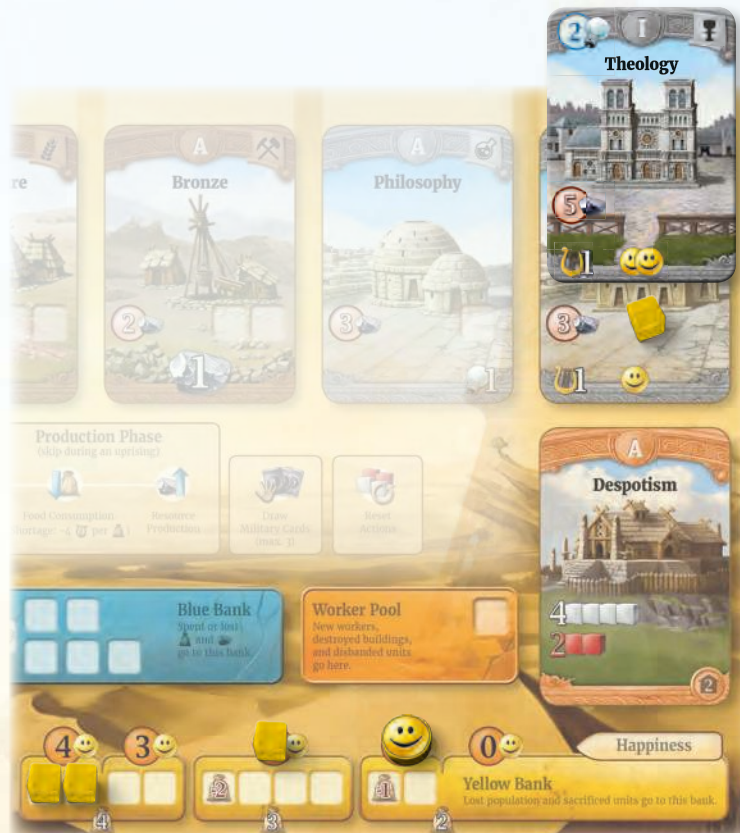 2 I
Theology
5
1
A A
re Bronze Philosophy
2 3 3
1 1 1
Production Phase
(skip during an uprising)
Food Consumption Resource
Production
Draw
Military Cards
(max. 3)
Reset
Actions
A
Despotism
4
2
2
Blue Bank
Spent or lost
and
go to this bank.
Worker Pool
New workers,
destroyed buildings,
and disbanded units
go here.
4 3 0 Happiness
-2 -1
Yellow Bank
Lost population and sacrificed units go to this bank.
4 3 2